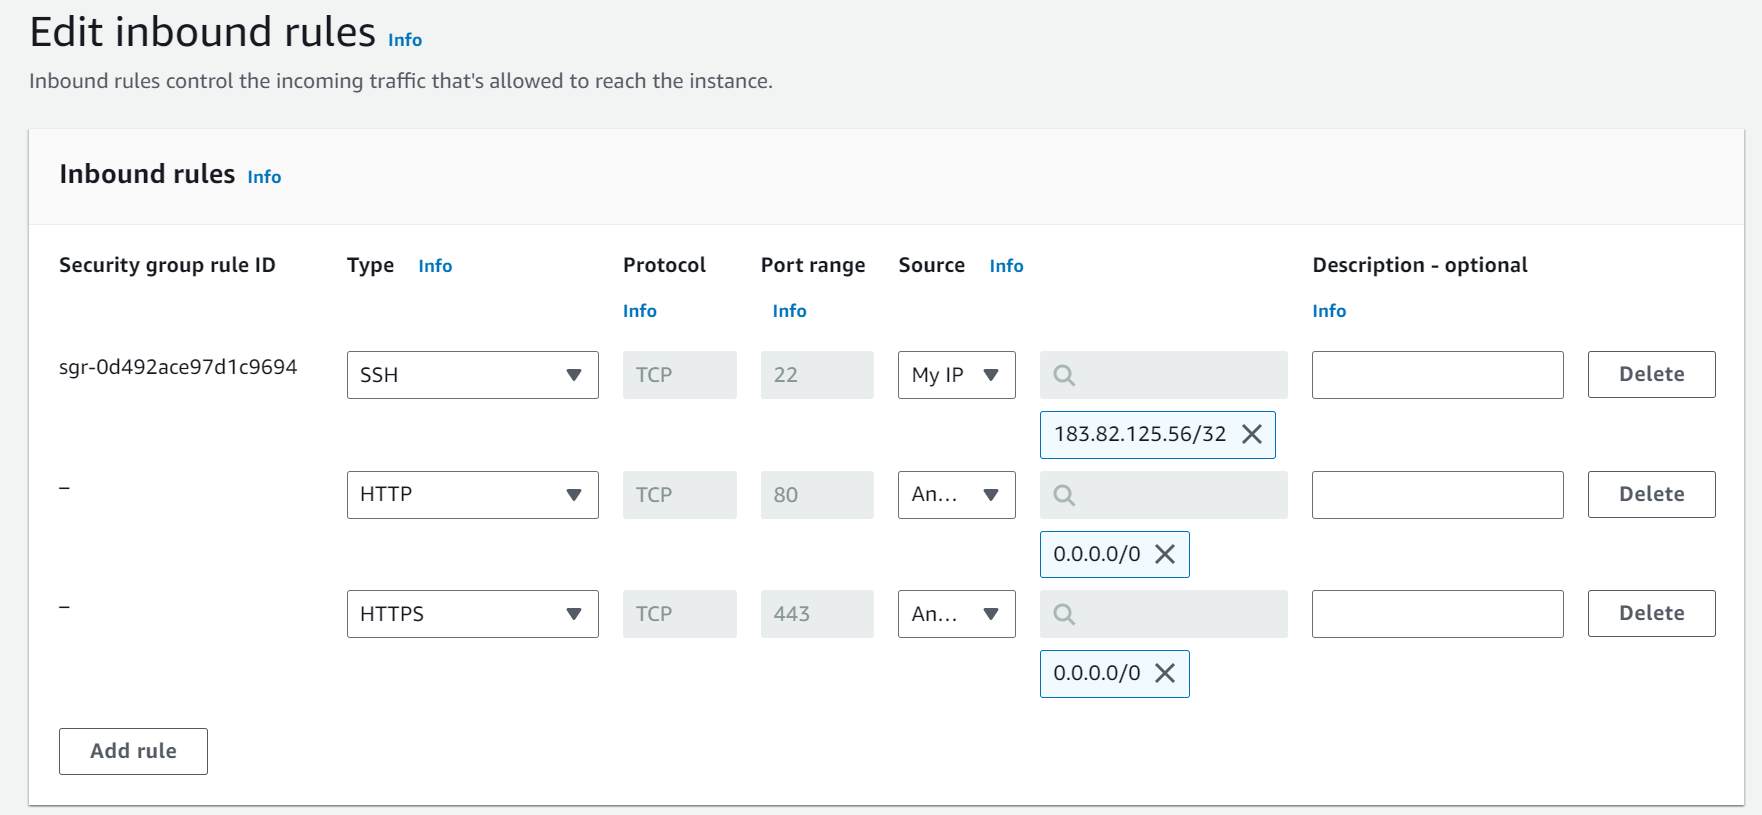 Edit inbound rules Info
Inbound rules control the incoming traffic that's allowed to reach the instance.
Inbound rules Info
Security group rule ID Type Info Protocol Port range Source Info Description - optional
Info Info Info
sgr-0d492ace97d1c9694 SSH TCP 22 My IP Delete
183.82.125.56/32
– HTTP TCP 80 An... Delete
0.0.0.0/0
– HTTPS TCP 443 An... Delete
0.0.0.0/0
Add rule